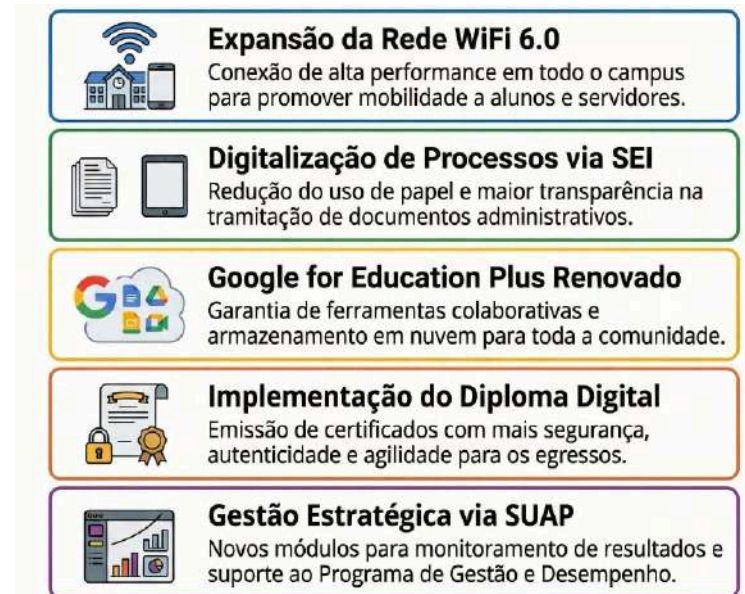 Expansão da Rede WiFi 6.0
Conexão de alta performance em todo o campus
para promover mobilidade a alunos e servidores.
Digitalização de Processos via SEI
Redução do uso de papel e maior transparência na
tramitação de documentos administrativos.
Google for Education Plus Renovado
Garantia de ferramentas colaborativas e
armazenamento em nuvem para toda a comunidade.
Implementação do Diploma Digital
Emissão de certificados com mais segurança,
autenticidade e agilidade para os egressos.
Gestão Estratégica via SUAP
Novos módulos para monitoramento de resultados e
suporte ao Programa de Gestão e Desempenho.